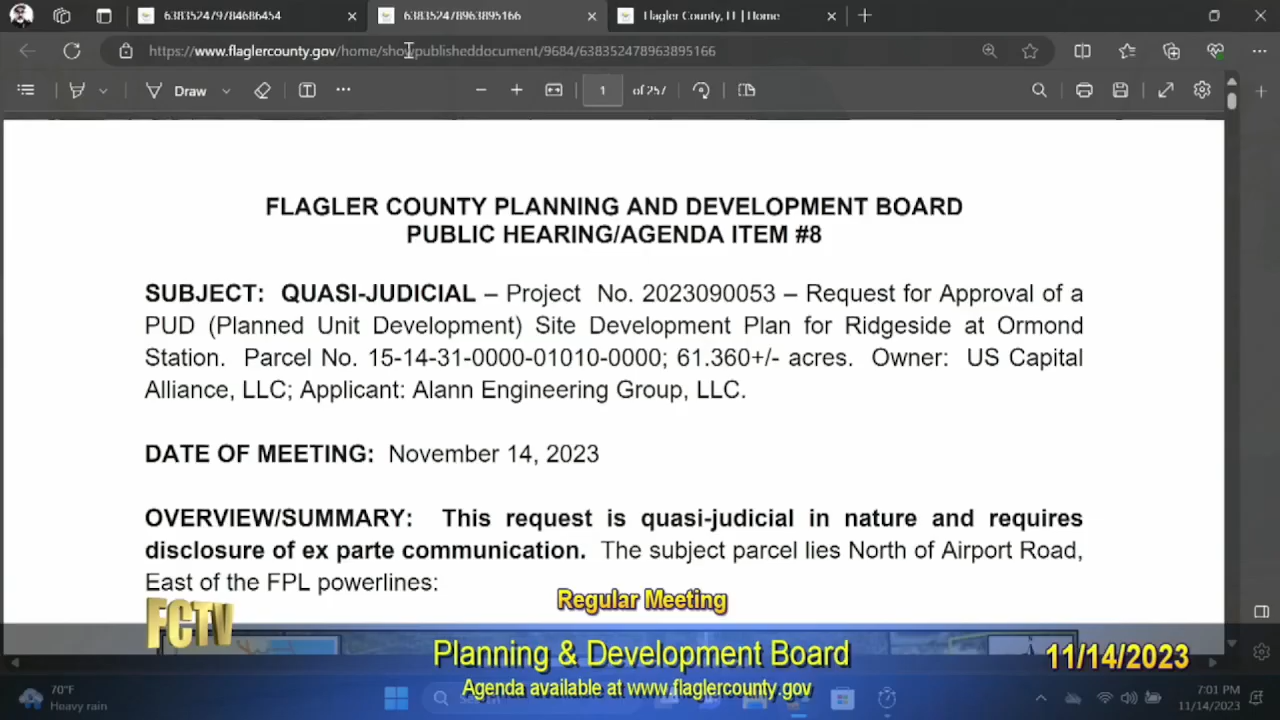 638352479784686454
638352478963895166
Flagler County, FL | Home
https://www.flaglercounty.gov/home/showpublisheddocument/9684/638352478963895166
Draw
1
of 257
FLAGLER COUNTY PLANNING AND DEVELOPMENT BOARD
PUBLIC HEARING/AGENDA ITEM #8
SUBJECT: QUASI-JUDICIAL – Project No. 2023090053 – Request for Approval of a
PUD (Planned Unit Development) Site Development Plan for Ridgeside at Ormond
Station. Parcel No. 15-14-31-0000-01010-0000; 61.360+/- acres. Owner: US Capital
Alliance, LLC; Applicant: Alann Engineering Group, LLC.
DATE OF MEETING: November 14, 2023
OVERVIEW/SUMMARY: This request is quasi-judicial in nature and requires
disclosure of ex parte communication. The subject parcel lies North of Airport Road,
East of the FPL powerlines:
FCTV
Regular Meeting
Planning & Development Board
11/14/2023
Agenda available at www.flaglercounty.gov
70°F
Heavy rain
Search
7:01 PM
11/14/2023